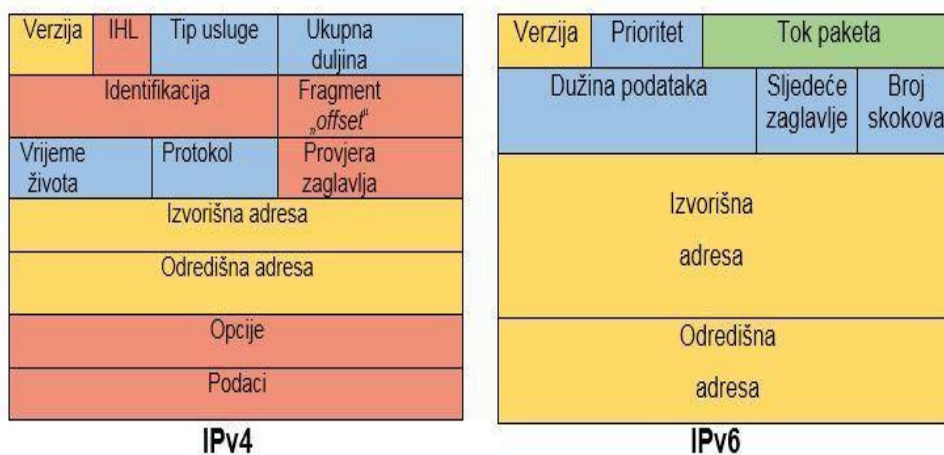 Verzija IHL Tip usluge Ukupna
duljina
Identifikacija Fragment
„offset“
Vrijeme
života Protokol Provjera
zaglavlja
Izvorišna adresa
Odredišna adresa
Opcije
Podaci
IPv4
Verzija Prioritet Tok paketa
Dužina podataka Sljedeće
zaglavlje Broj
skokova
Izvorišna
adresa
Odredišna
adresa
IPv6